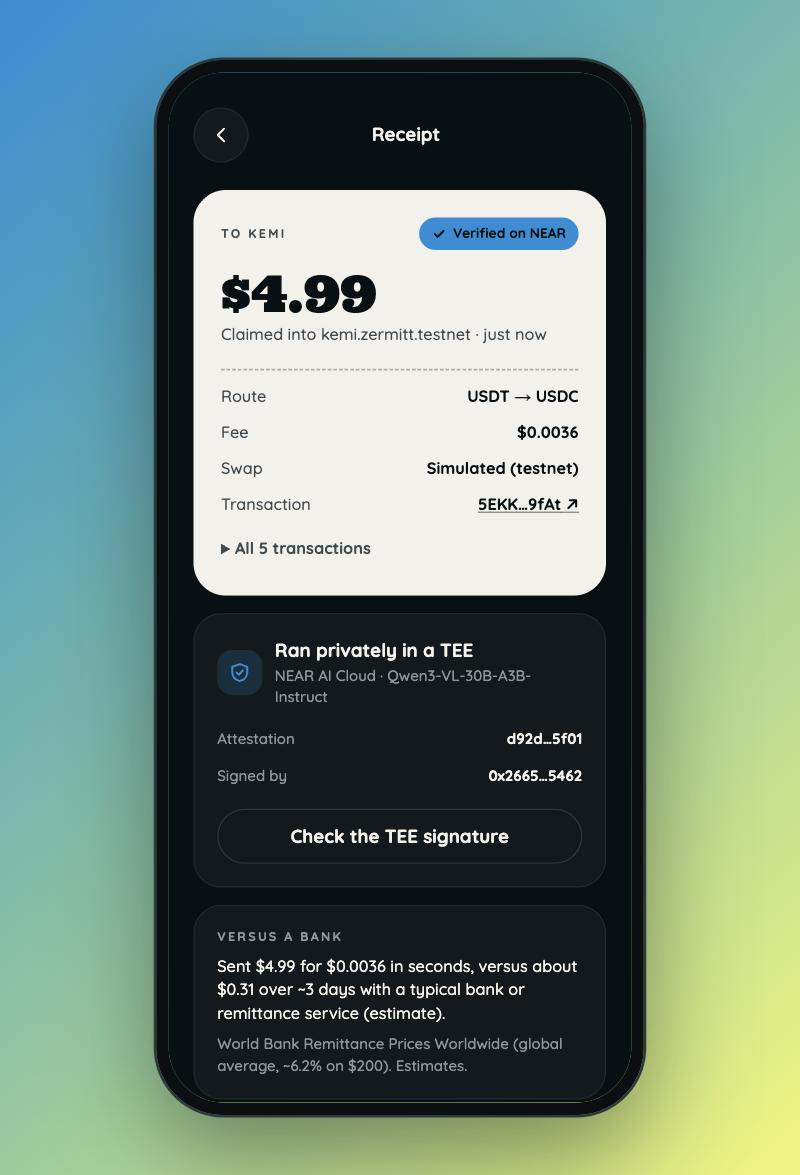 Receipt
TO KEMI
✓ Verified on NEAR
$4.99
Claimed into kemi.zermitt.testnet · just now
Route USDT → USDC
Fee $0.0036
Swap Simulated (testnet)
Transaction 5EKK…9fAt ↗
▶ All 5 transactions
Ran privately in a TEE
NEAR AI Cloud · Qwen3-VL-30B-A3B-
Instruct
Attestation d92d…5f01
Signed by 0x2665…5462
Check the TEE signature
VERSUS A BANK
Sent $4.99 for $0.0036 in seconds, versus about
$0.31 over ~3 days with a typical bank or
remittance service (estimate).
World Bank Remittance Prices Worldwide (global
average, ~6.2% on $200). Estimates.